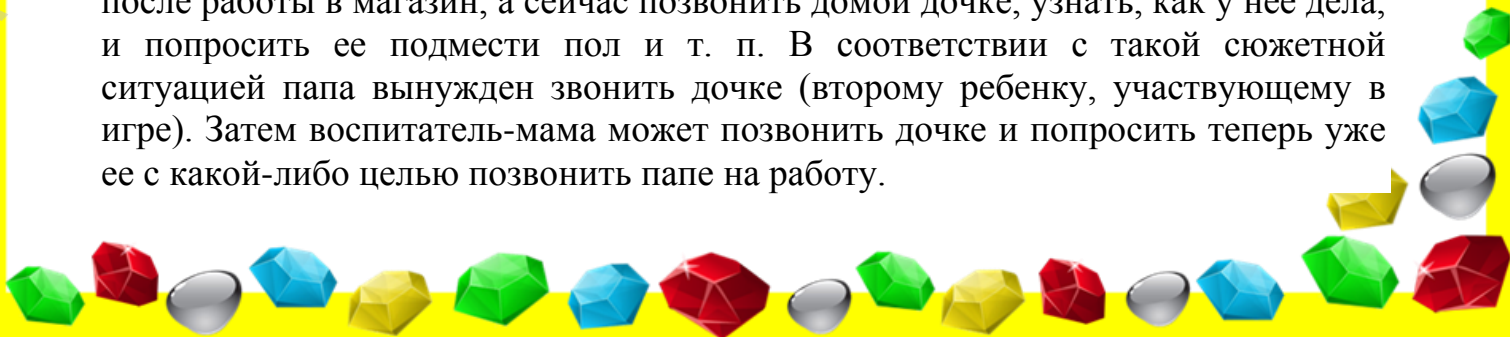 после работы в магазин, а сейчас позвонить домой дочке, узнать, как у нее дела,
и попросить ее подмести пол и т. п. В соответствии с такой сюжетной
ситуацией папа вынужден звонить дочке (второму ребенку, участвующему в
игре). Затем воспитатель-мама может позвонить дочке и попросить теперь уже
ее с какой-либо целью позвонить папе на работу.